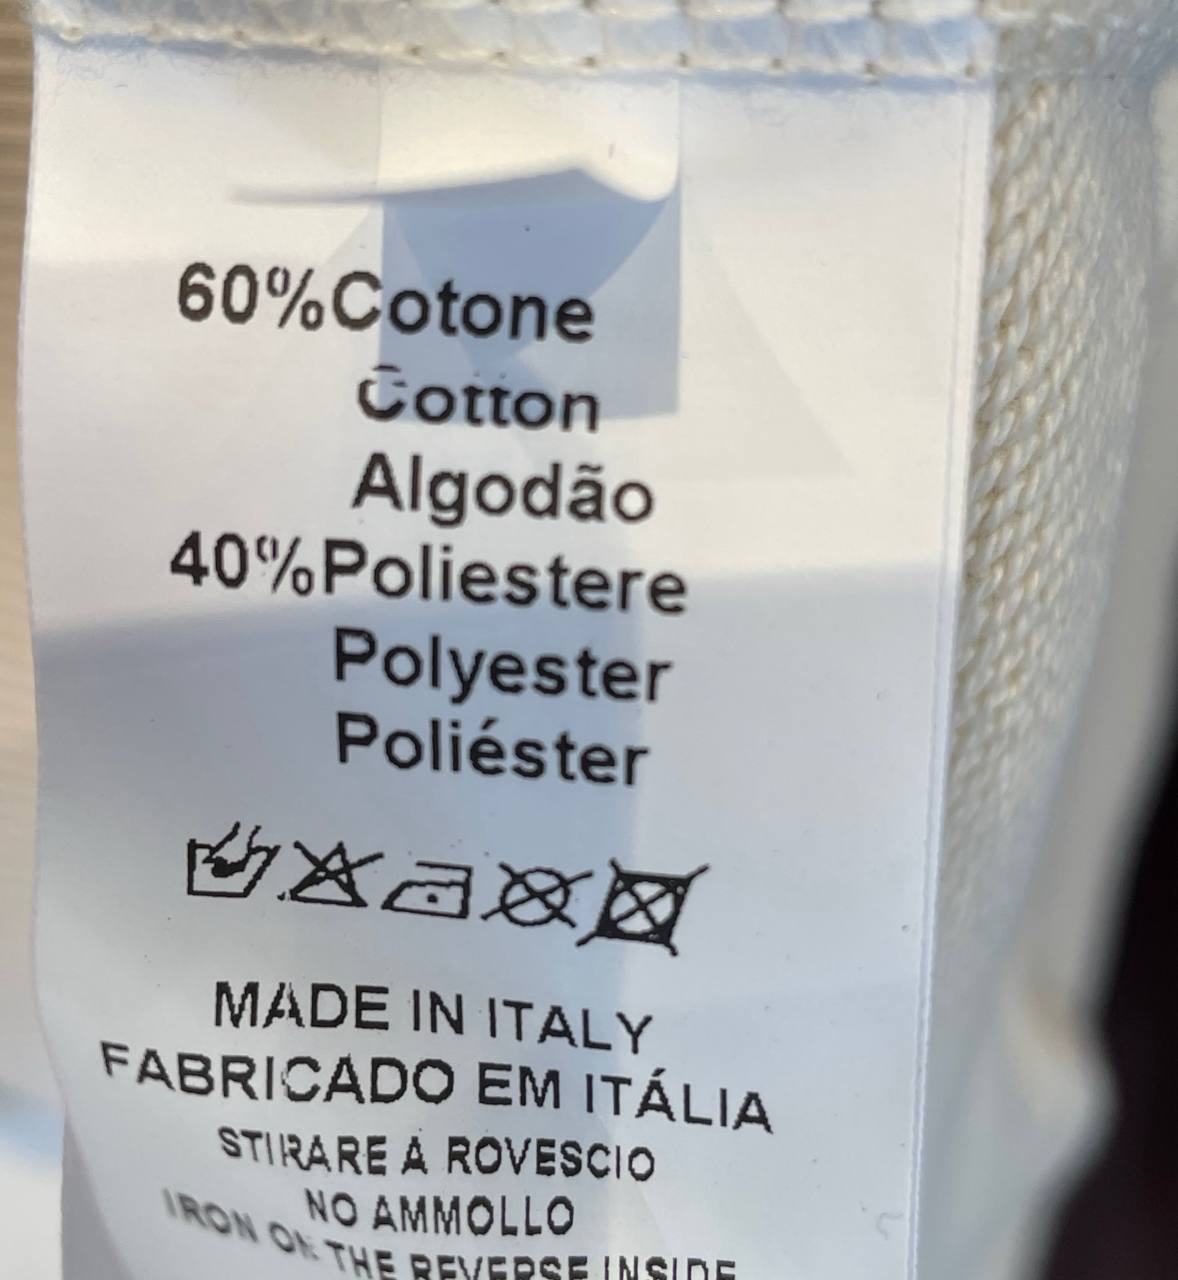 60%Cotone
Cotton
Algodão
40%Poliestere
Polyester
Poliéster
MADE IN ITALY
FABRICADO EM ITÁLIA
STIRARE A ROVESCIO
NO AMMOLLO
IRON ON THE REVERSE INSIDE